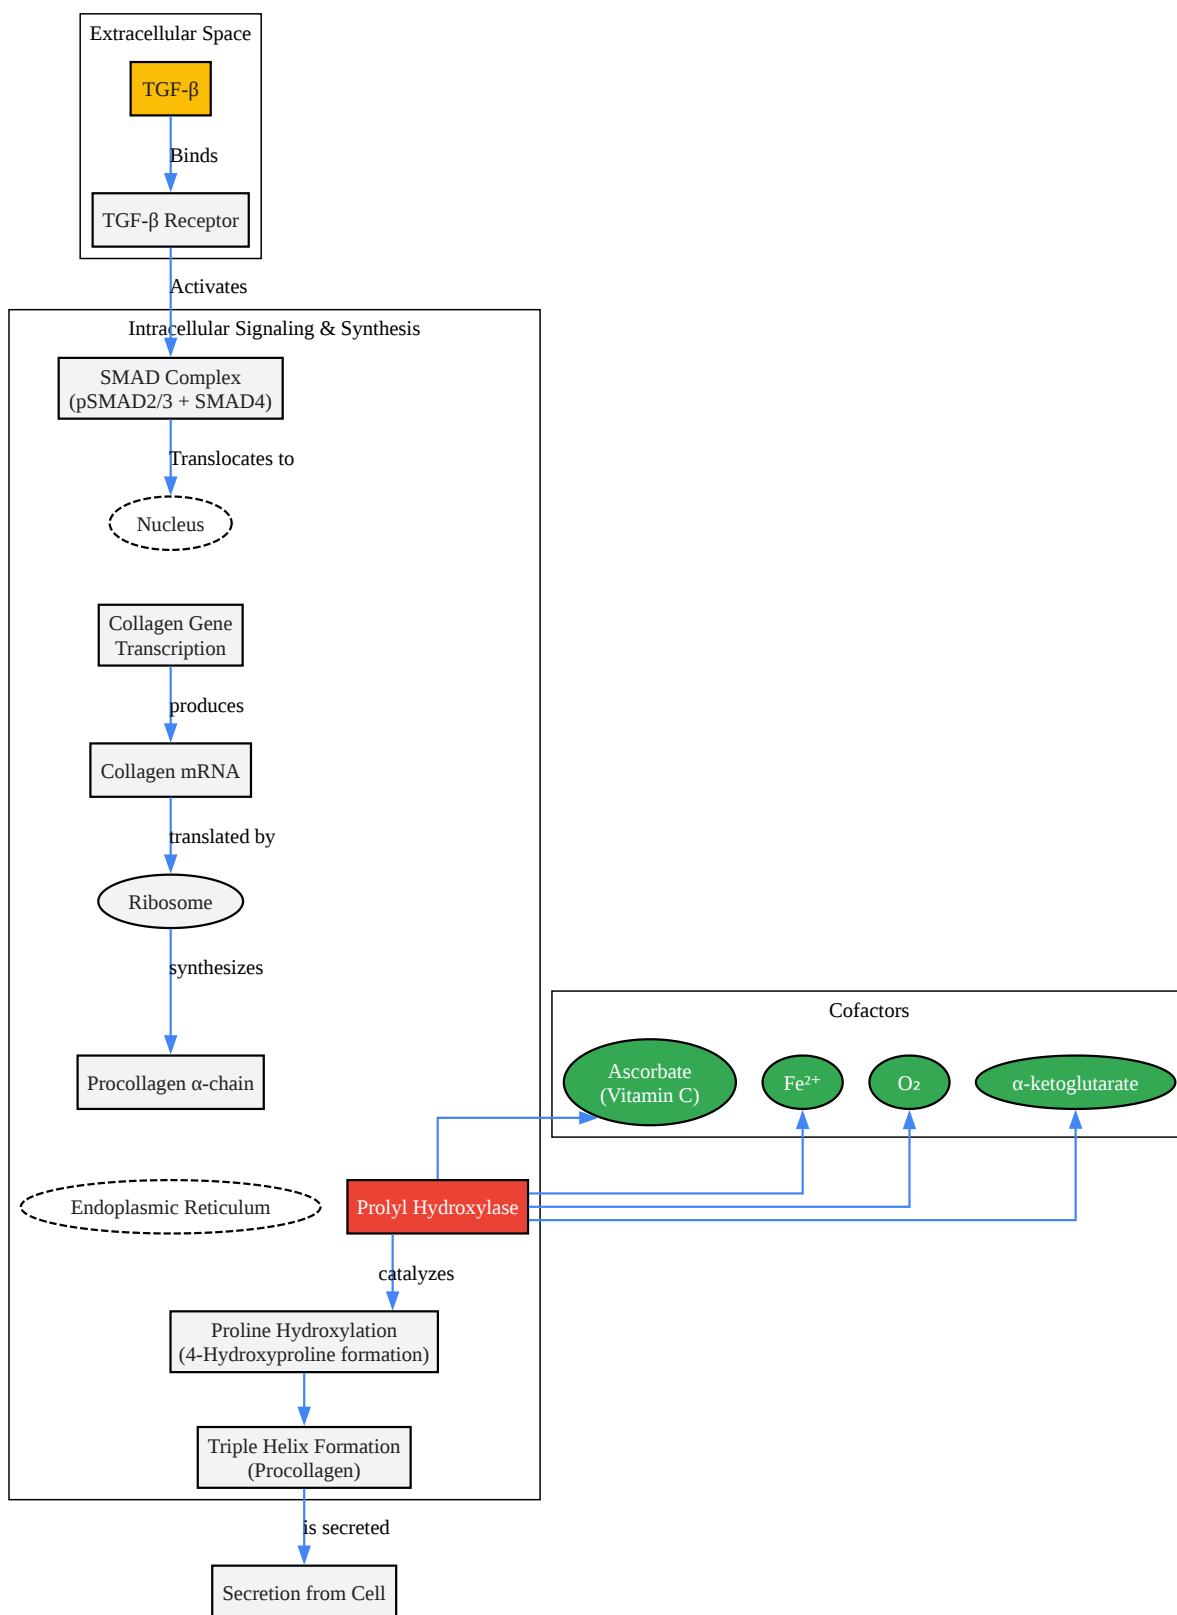 Extracellular Space
TGF-β
Binds
TGF-β Receptor
Activates
Intracellular Signaling & Synthesis
SMAD Complex
(pSMAD2/3 + SMAD4)
Translocates to
Nucleus
Collagen Gene
Transcription
produces
Collagen mRNA
translated by
Ribosome
synthesizes
Procollagen α-chain
Cofactors
Ascorbate
(Vitamin C)
Fe²⁺
O₂
α-ketoglutarate
Endoplasmic Reticulum
Prolyl Hydroxylase
catalyzes
Proline Hydroxylation
(4-Hydroxyproline formation)
Triple Helix Formation
(Procollagen)
is secreted
Secretion from Cell